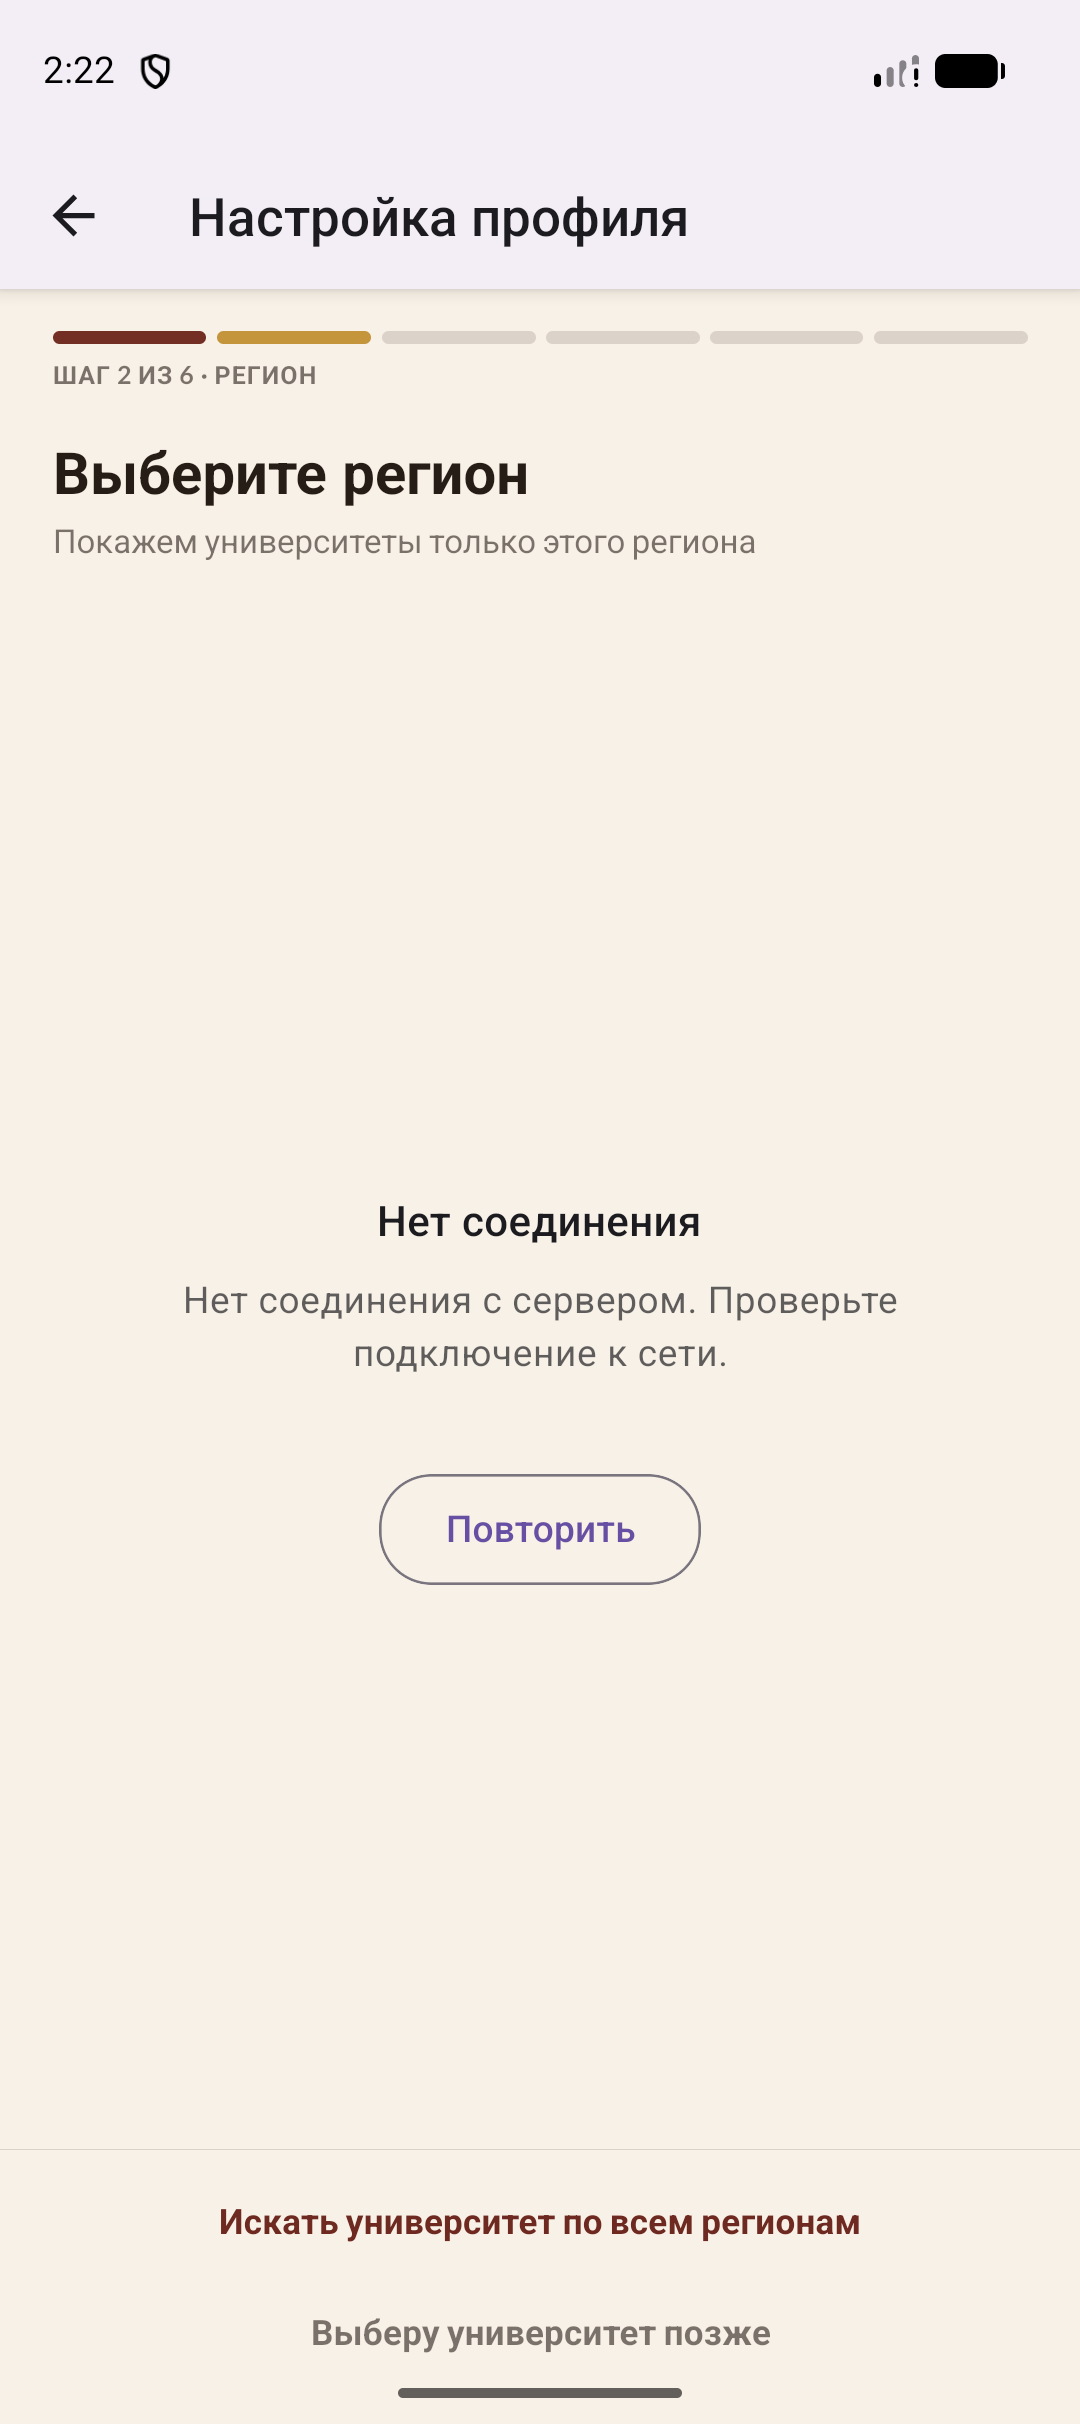 2:22
Настройка профиля
ШАГ 2 ИЗ 6 · РЕГИОН
Выберите регион
Покажем университеты только этого региона
Нет соединения
Нет соединения с сервером. Проверьте
подключение к сети.
Повторить
Искать университет по всем регионам
Выберу университет позже